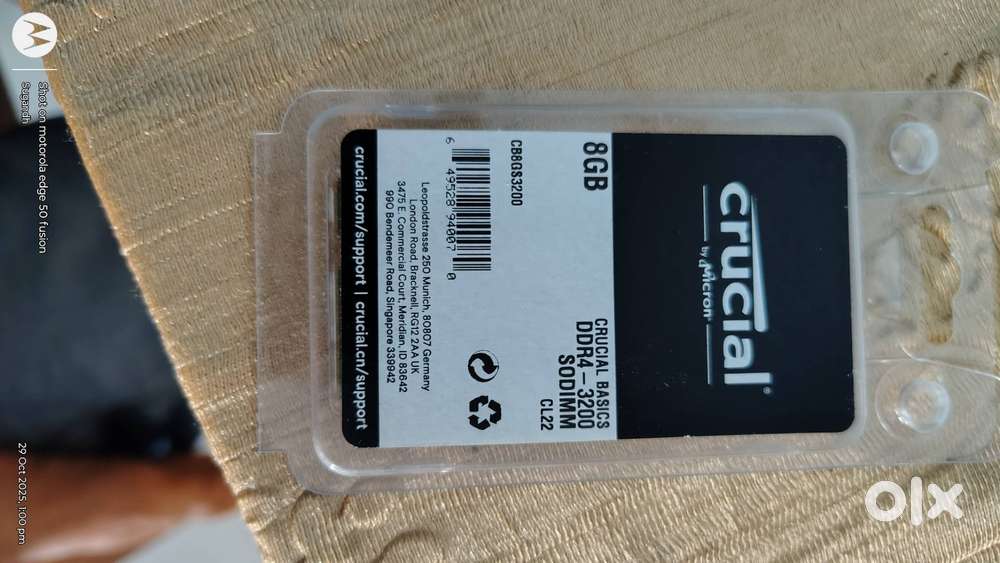 crucial®
by Micron®
8GB
CRUCIAL BASICS
DDR4-3200
SODIMM
CL22
CB8GS3200
6 49528 94007 0
Leopoldstrasse 250 Munich, 80807 Germany
London Road, Bracknell, RG12 2AA UK
3475 E. Commercial Court, Meridian, ID 83642
990 Bendemeer Road, Singapore 339942
crucial.com/support | crucial.cn/support
Shot on motorola edge 50 fusion
Sugandh
29 Oct 2025, 1:00 pm
olx